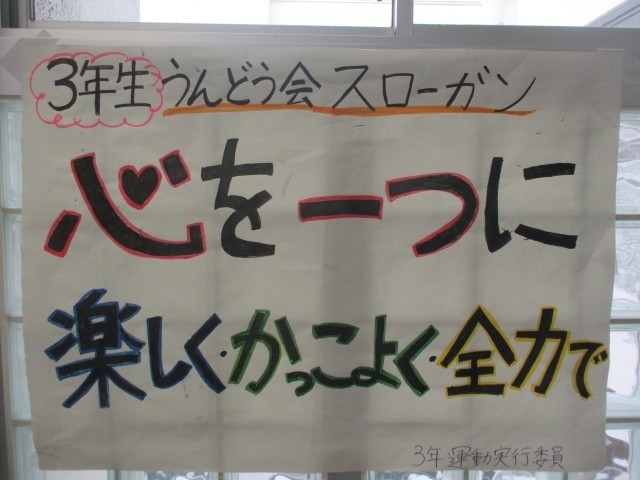 3年生 うんどう会 スローガン
心を一つに
楽しく・かっこよく・全力で
3年運動実行委員